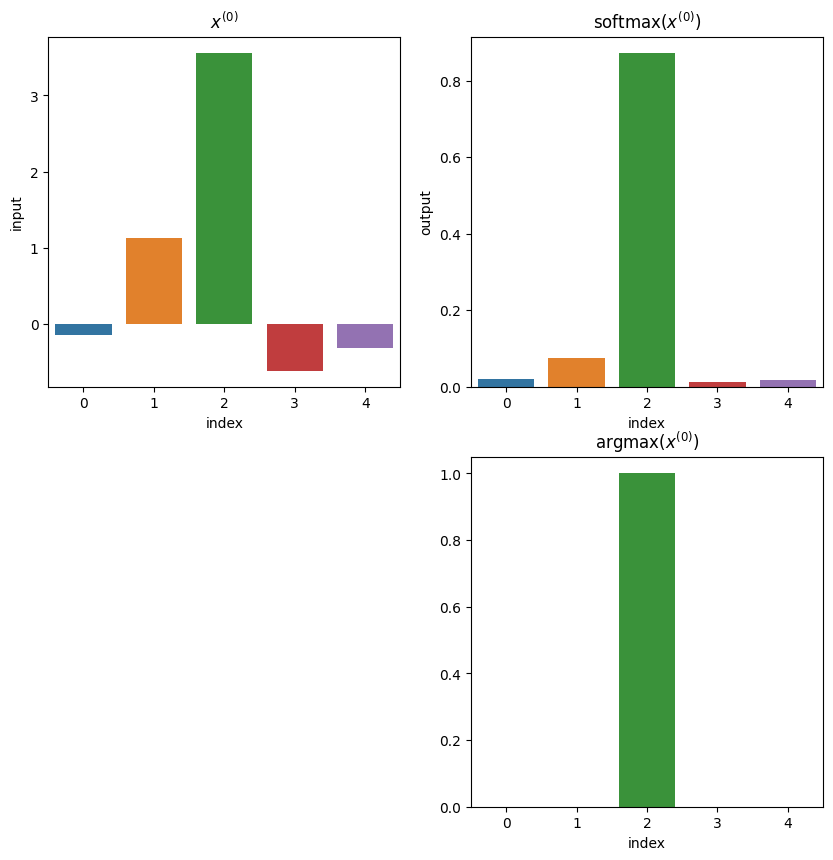 x^(0)
input
3
2
1
0
0 1 2 3 4
index
softmax(x^(0))
output
0.8
0.6
0.4
0.2
0.0
0 1 2 3 4
index
argmax(x^(0))
1.0
0.8
0.6
0.4
0.2
0.0
0 1 2 3 4
index